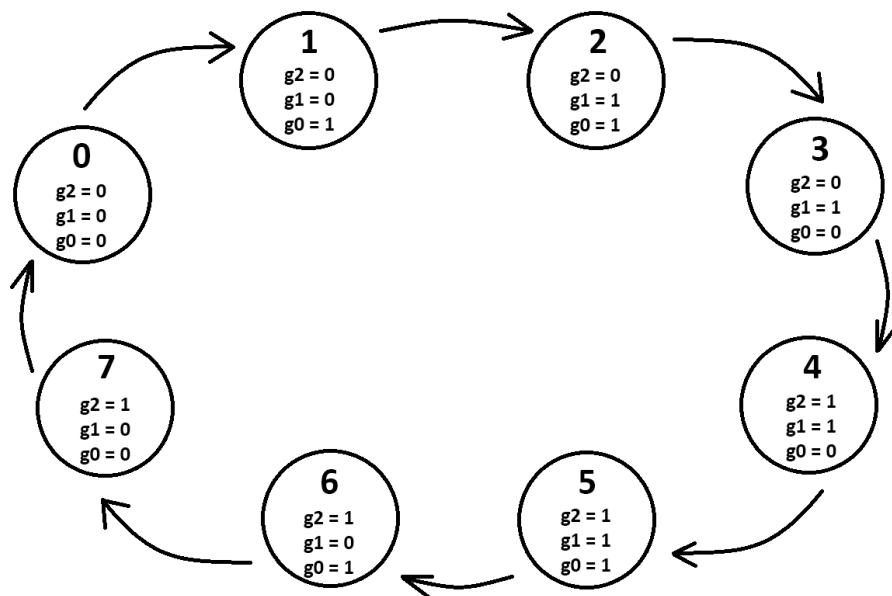 0
g2 = 0
g1 = 0
g0 = 0
1
g2 = 0
g1 = 0
g0 = 1
2
g2 = 0
g1 = 1
g0 = 1
3
g2 = 0
g1 = 1
g0 = 0
4
g2 = 1
g1 = 1
g0 = 0
5
g2 = 1
g1 = 1
g0 = 1
6
g2 = 1
g1 = 0
g0 = 1
7
g2 = 1
g1 = 0
g0 = 0